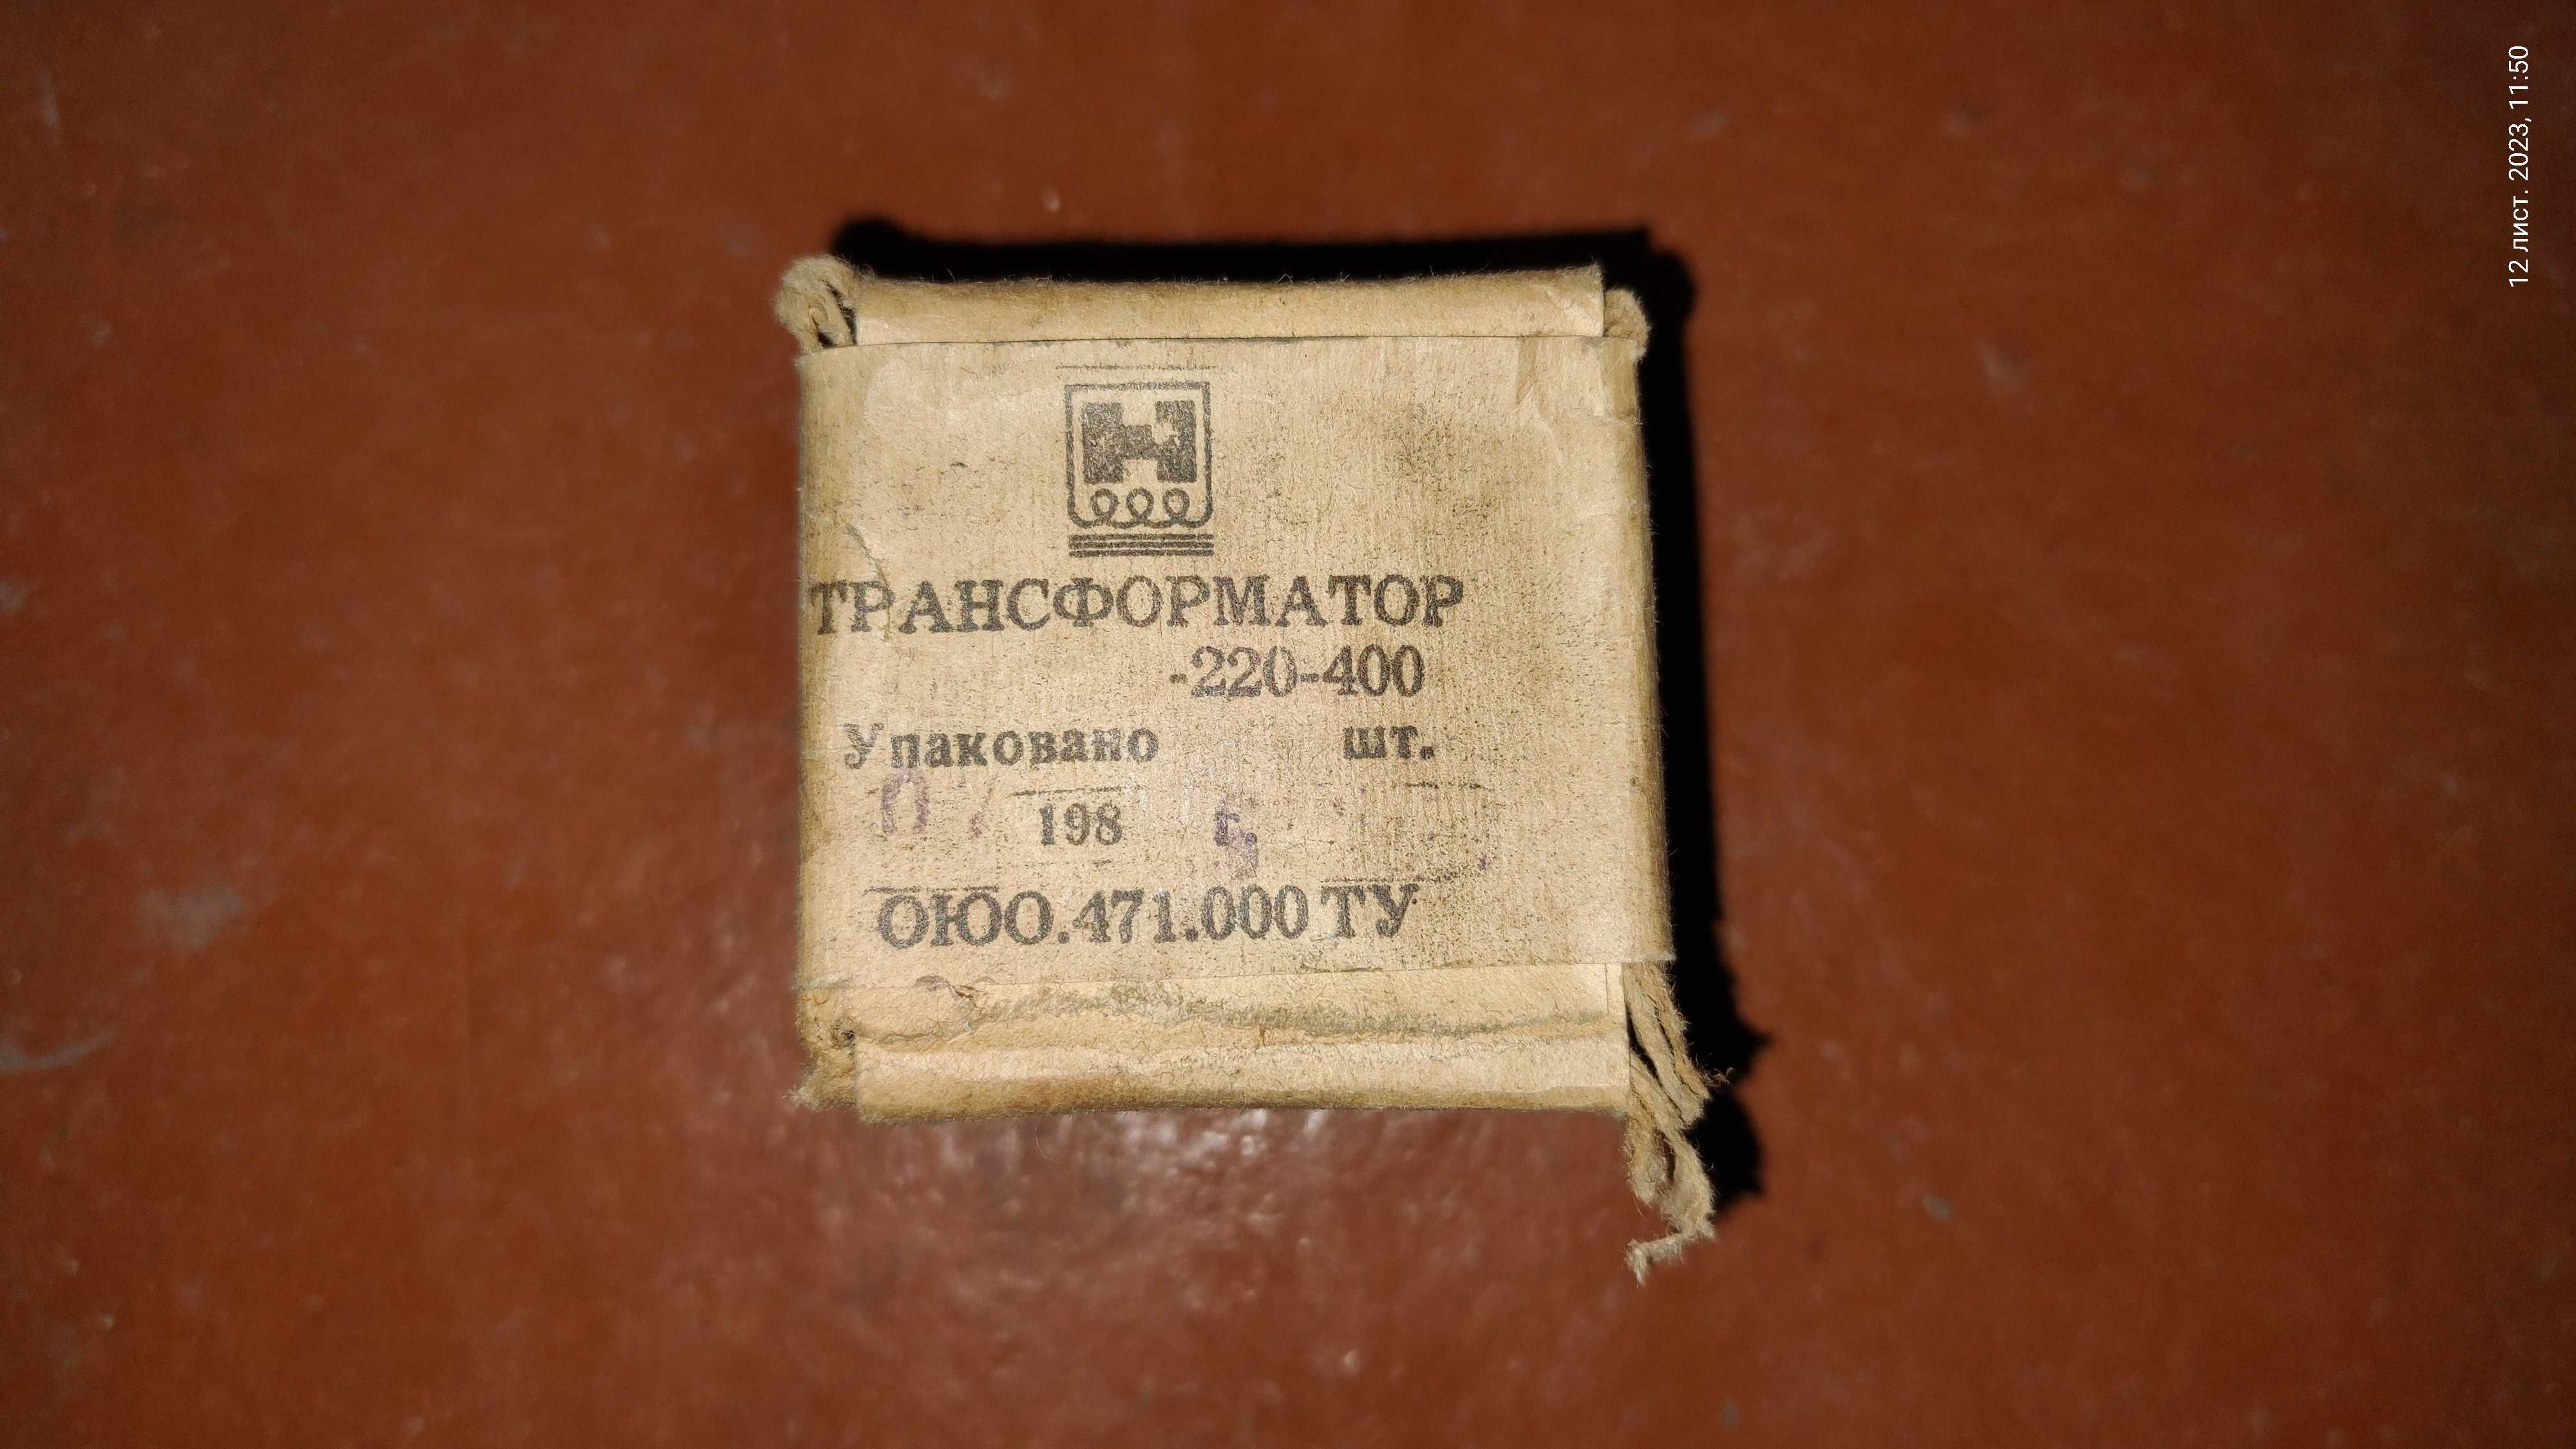 Н
ТРАНСФОРМАТОР
-220-400
Упаковано шт.
198 г.
ОЮО.471.000 ТУ
12 лист. 2023, 11:50